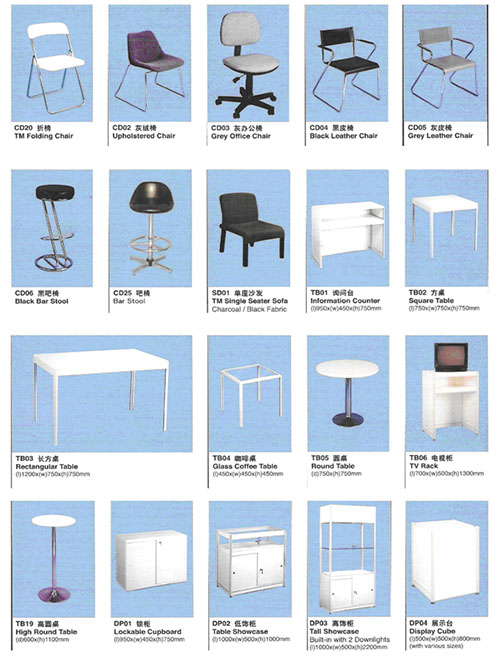 CD20 折椅
TM Folding Chair
CD02 灰绒椅
Upholstered Chair
CD03 灰办公椅
Grey Office Chair
CD04 黑皮椅
Black Leather Chair
CD05 灰皮椅
Grey Leather Chair
CD06 黑吧椅
Black Bar Stool
CD25 吧椅
Bar Stool
SD01 单座沙发
TM Single Seater Sofa
Charcoal / Black Fabric
TB01 询问台
Information Counter
(l)950x(w)450x(h)750mm
TB02 方桌
Square Table
(l)750x(w)750x(h)750mm
TB03 长方桌
Rectangular Table
(l)1200x(w)750x(h)750mm
TB04 咖啡桌
Glass Coffee Table
(l)450x(w)450x(h)450mm
TB05 圆桌
Round Table
(d)750x(h)750mm
TB06 电视柜
TV Rack
(l)700x(w)500x(h)1300mm
TB19 高圆桌
High Round Table
(d)600x(h)1100mm
DP01 锁柜
Lockable Cupboard
(l)950x(w)450x(h)750mm
DP02 低饰柜
Table Showcase
(l)1000x(w)500x(h)1000mm
DP03 高饰柜
Tall Showcase
Built-in with 2 Downlights
(l)1000x(w)500x(h)2200mm
DP04 展示台
Display Cube
(l)500x(w)500x(h)800mm
(with various sizes)